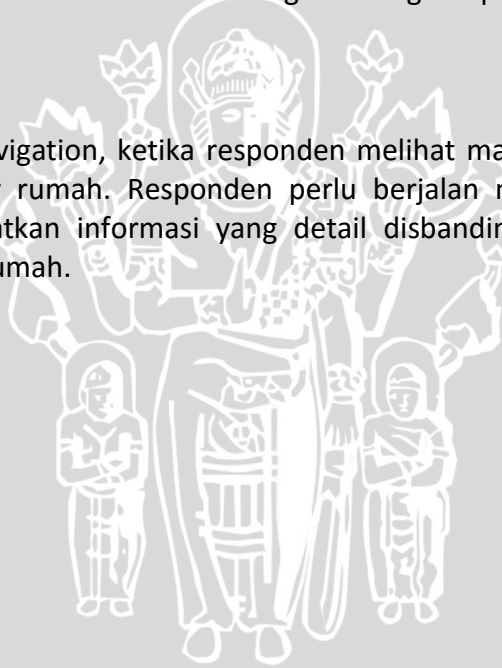 vigation, ketika responden melihat ma
rumah. Responden perlu berjalan
tkan informasi yang detail disbandin
umah.